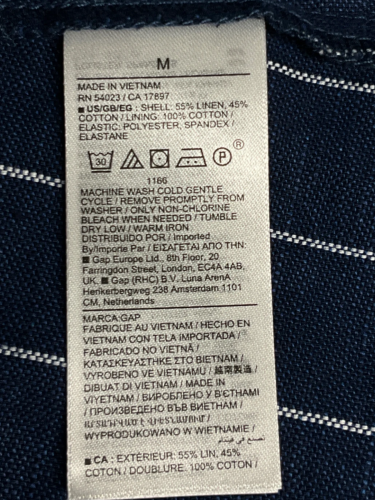 M
MADE IN VIETNAM
RN 54023 / CA 17897
■ US/GB/EG : SHELL: 55% LINEN, 45%
COTTON / LINING: 100% COTTON /
ELASTIC: POLYESTER, SPANDEX /
ELASTANE
30 P ®
1166
MACHINE WASH COLD GENTLE
CYCLE / REMOVE PROMPTLY FROM
WASHER / ONLY NON-CHLORINE
BLEACH WHEN NEEDED / TUMBLE
DRY LOW / WARM IRON
DISTRIBUIDO POR / Imported
By/Importe Par / ΕΙΣΑΓΕΤΑΙ ΑΠΟ ΤΗΝ:
■ Gap Europe Ltd., 8th Floor, 20
Farringdon Street, London, EC4A 4AB,
UK. ■ Gap (RHC) B.V. Luna ArenA
Herikerbergweg 238 Amsterdam 1101
CM, Netherlands
MARCA:GAP
FABRIQUE AU VIETNAM / HECHO EN
VIETNAM CON TELA IMPORTADA /
FABRICADO NO VIETNÃ /
ΚΑΤΑΣΚΕΥΑΣΤΗΚΕ ΣΤΟ ΒΙΕΤΝΑΜ /
VYROBENO VE VIETNAMU / 越南製造 /
DIBUAT DI VIETNAM / MADE IN
VIYETNAM / ВИГОТОВЛЕНО У В'ЄТНАМІ
/ ПРОИЗВЕДЕНО ВЪВ ВИЕТНАМ /
WYPRODUKOWANO W WIETNAMIE /
■ CA : EXTÉRIEUR: 55% LIN, 45%
COTON / DOUBLURE: 100% COTON /